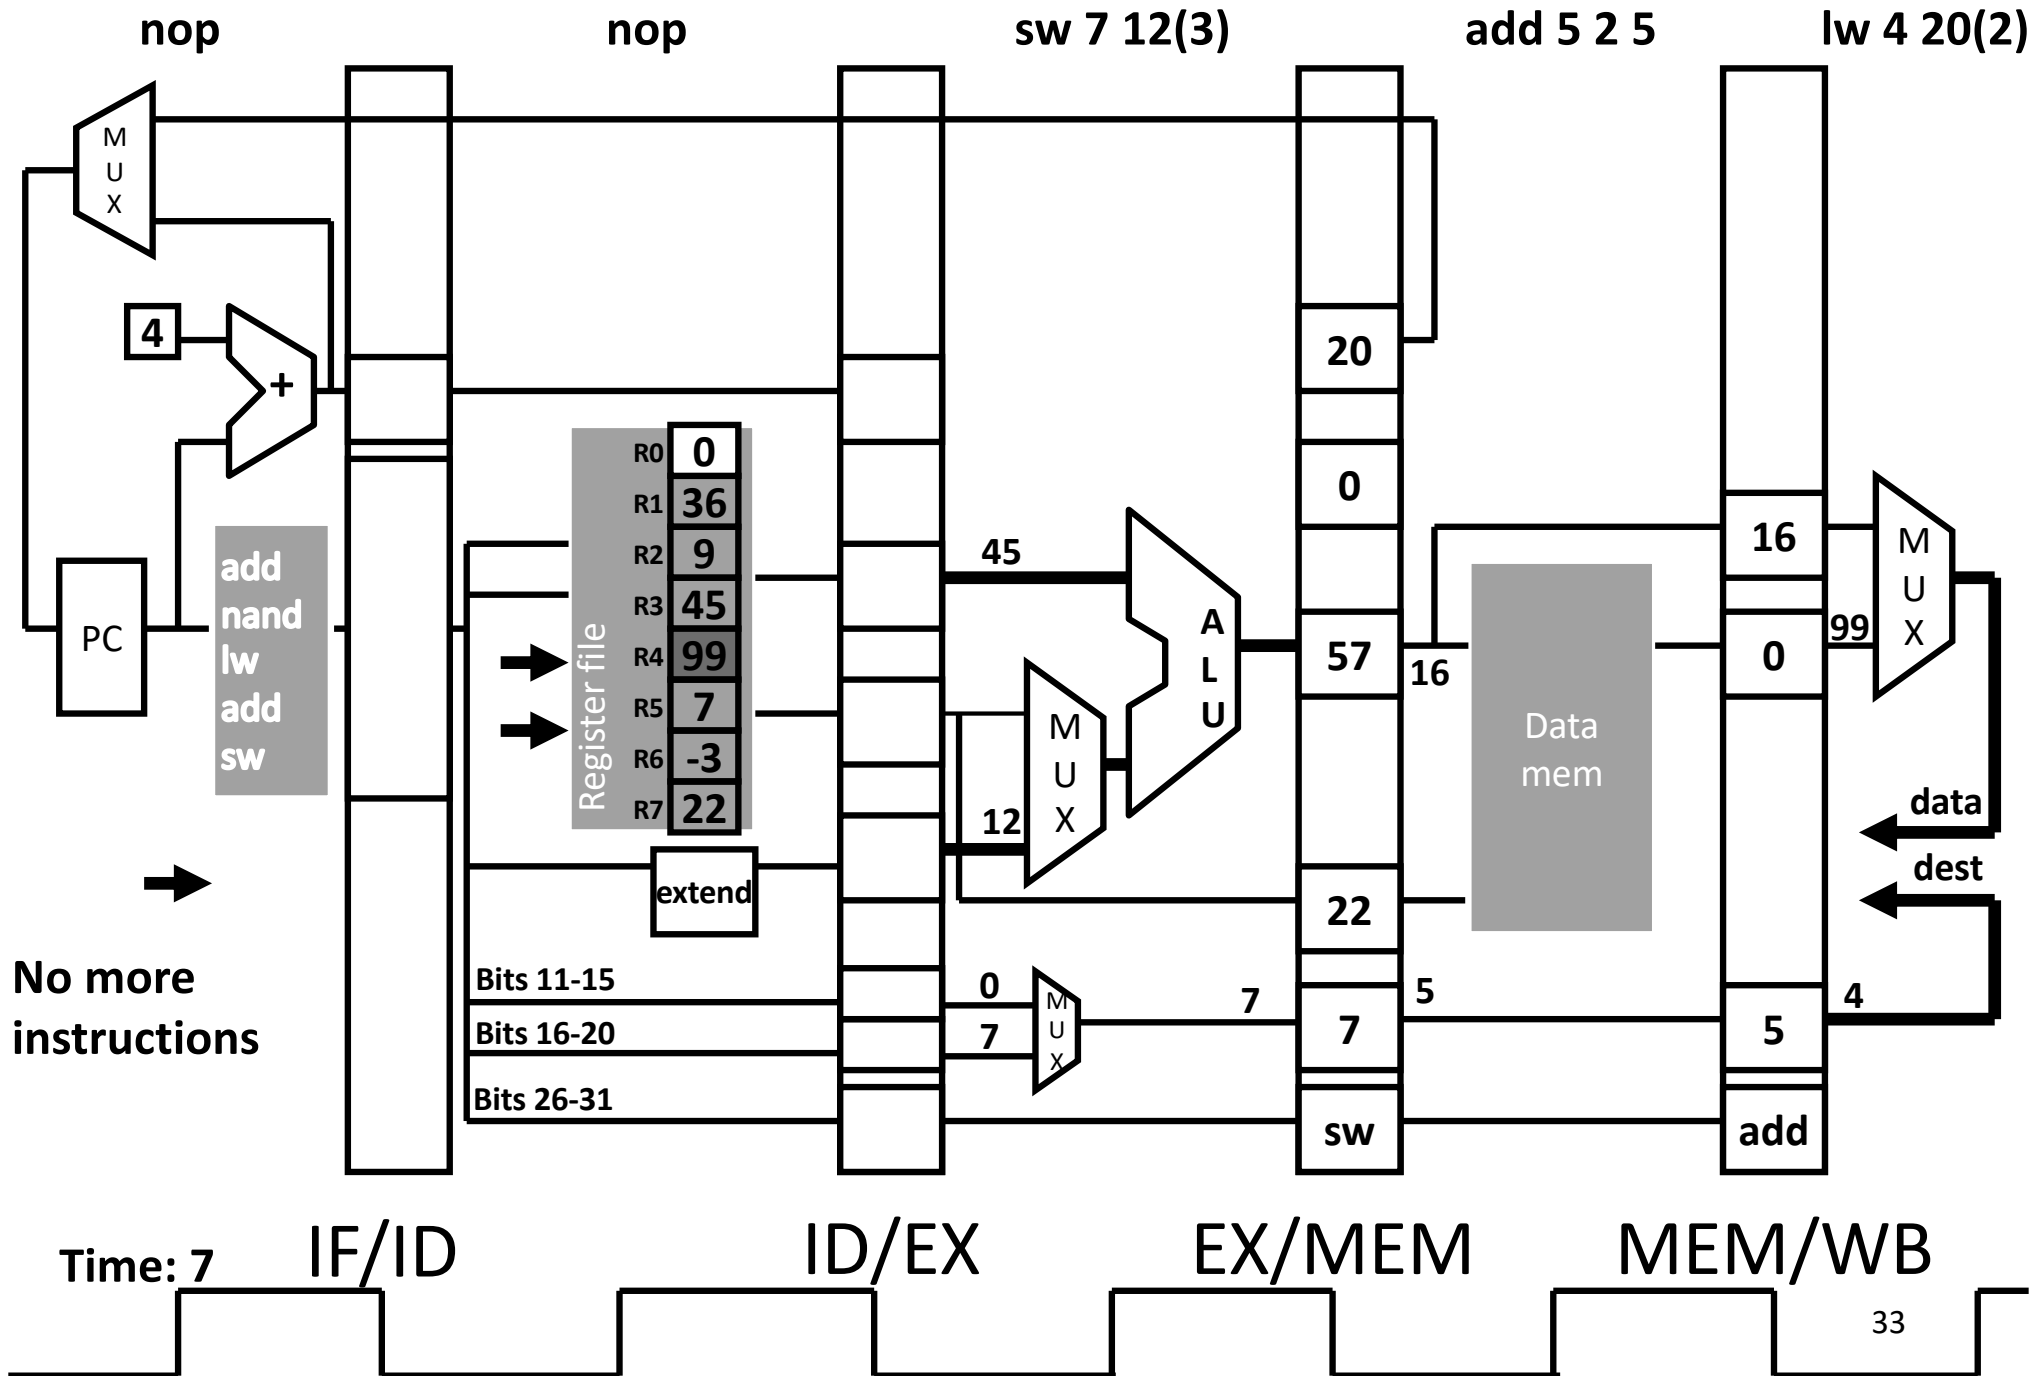 nop
nop
sw 7 12(3)
add 5 2 5
lw 4 20(2)
M
U
X
4
+
PC
add
nand
lw
add
sw
No more
instructions
Register file
R0 0
R1 36
R2 9
R3 45
R4 99
R5 7
R6 -3
R7 22
extend
Bits 11-15
Bits 16-20
Bits 26-31
45
12
M
U
X
A
L
U
0
7
M
U
X
7
20
0
57
22
7
sw
16
5
Data
mem
16
0
5
add
99
4
M
U
X
data
dest
IF/ID
ID/EX
EX/MEM
MEM/WB
Time: 7
33